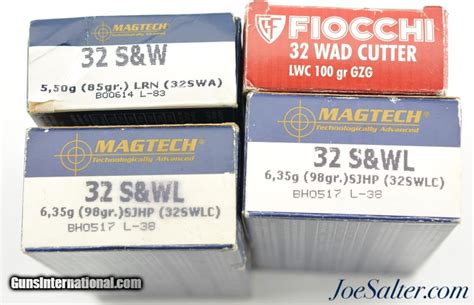 MAGTECH
32 S&W
5,50g (85gr.) LRN (32SWA)
BO0614 L-83
FIOCCHI
32 WAD CUTTER
LWC 100 gr GZG
MAGTECH
Technologically Advanced
32 S&WL
6,35g (98gr.)SJHP (32SWLC)
BH0517 L-38
MAGTECH
Technologically Advanced
32 S&WL
6,35g (98gr.)SJHP (32SWLC)
BH0517 L-38
GunsInternational.com
JoeSalter.com